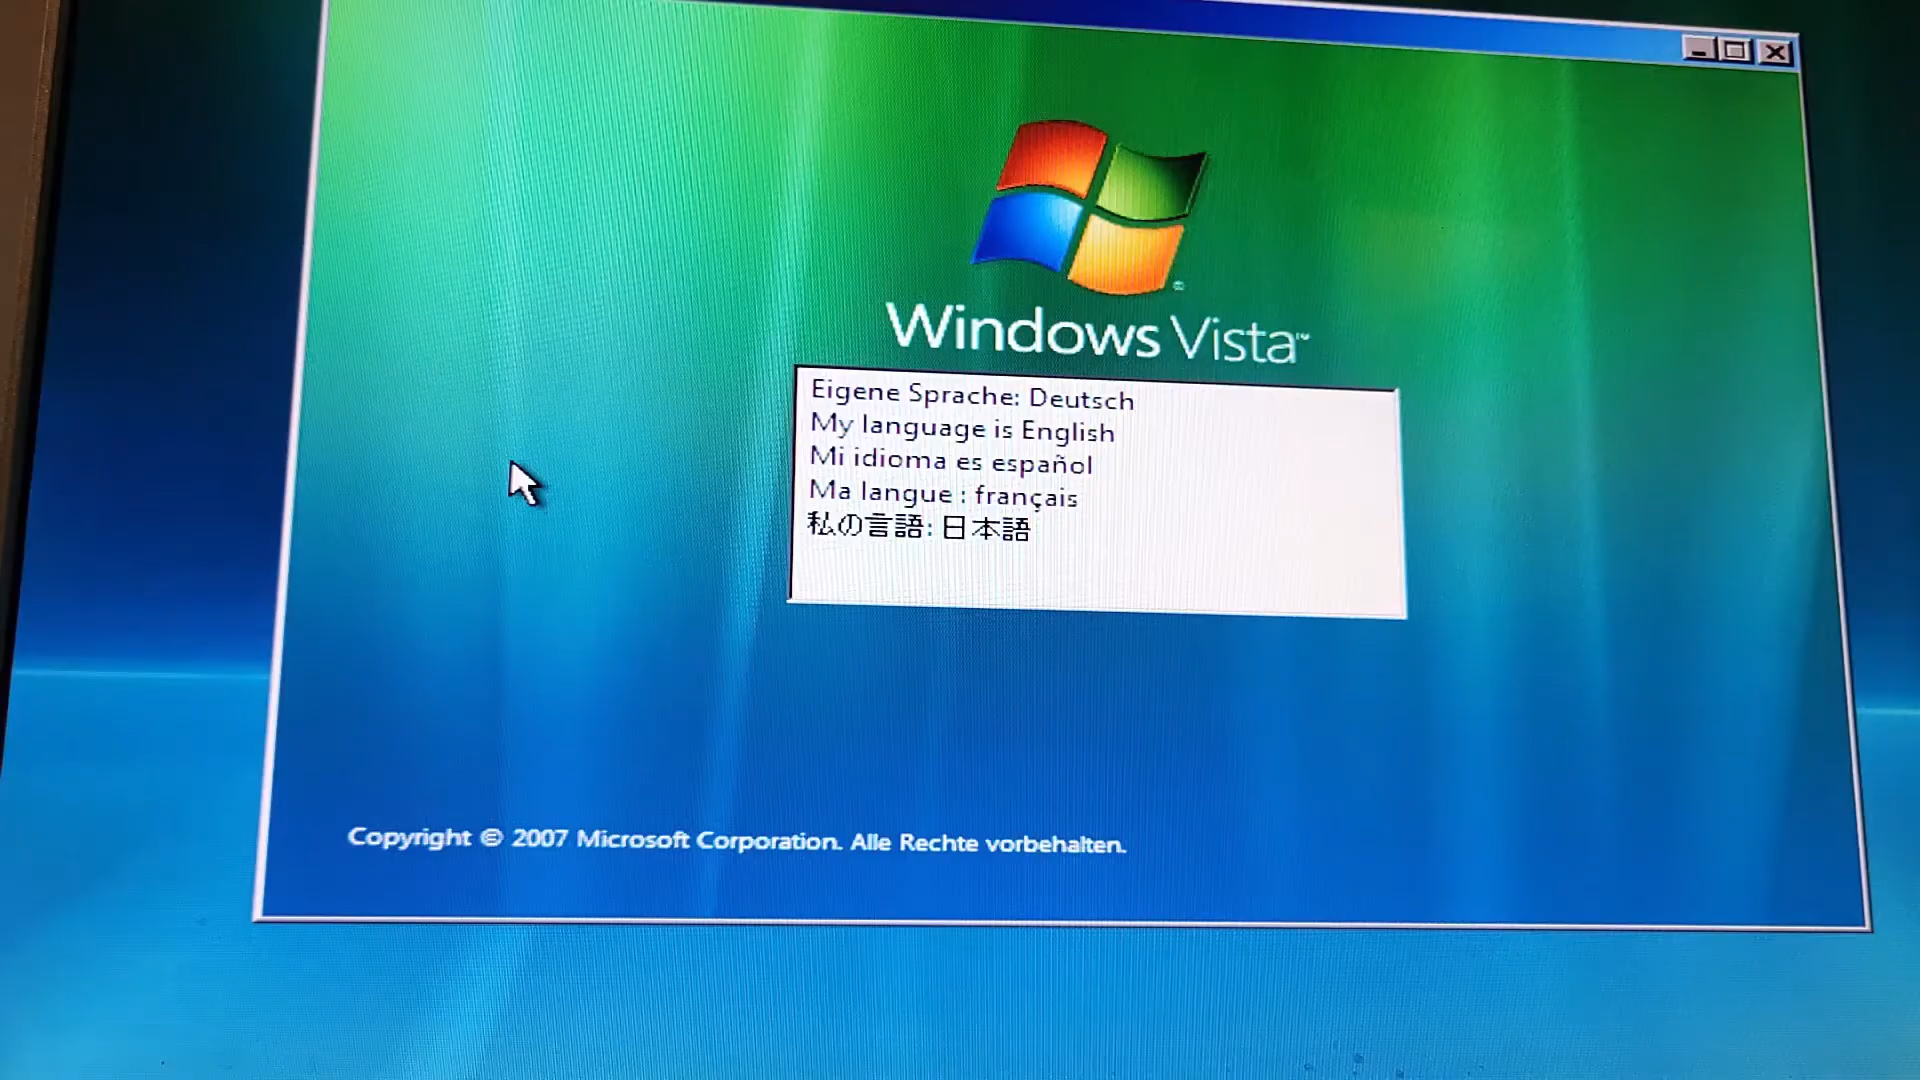 Windows Vista™
Eigene Sprache: Deutsch
My language is English
Mi idioma es español
Ma langue : français
私の言語: 日本語
Copyright © 2007 Microsoft Corporation. Alle Rechte vorbehalten.